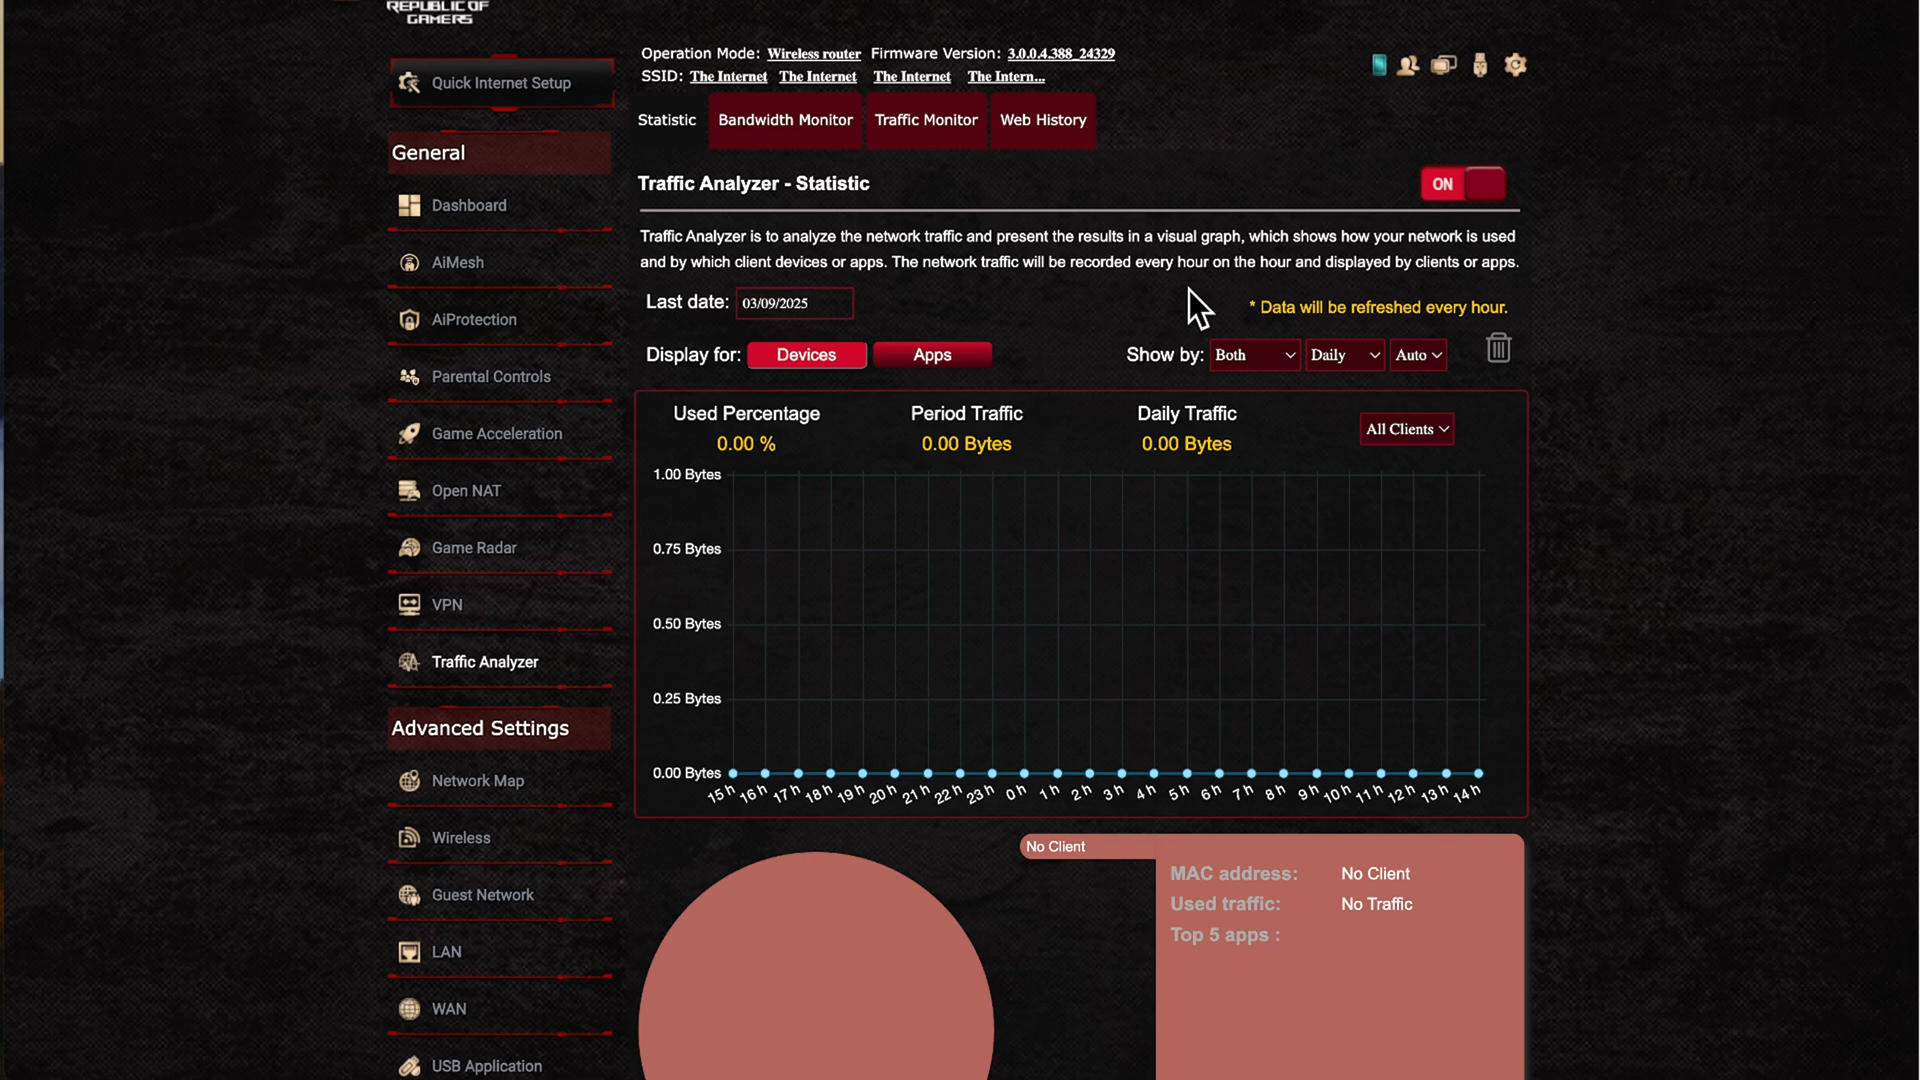 REPUBLIC OF
GAMERS
Quick Internet Setup
General
Dashboard
AiMesh
AiProtection
Parental Controls
Game Acceleration
Open NAT
Game Radar
VPN
Traffic Analyzer
Advanced Settings
Network Map
Wireless
Guest Network
LAN
WAN
USB Application
Operation Mode: Wireless router Firmware Version: 3.0.0.4.388_24329
SSID: The Internet The Internet The Internet The Intern...
Statistic Bandwidth Monitor Traffic Monitor Web History
Traffic Analyzer - Statistic ON
Traffic Analyzer is to analyze the network traffic and present the results in a visual graph, which shows how your network is used
and by which client devices or apps. The network traffic will be recorded every hour on the hour and displayed by clients or apps.
Last date: 03/09/2025 * Data will be refreshed every hour.
Display for: Devices Apps Show by: Both Daily Auto
Used Percentage Period Traffic Daily Traffic
0.00 % 0.00 Bytes 0.00 Bytes All Clients
1.00 Bytes
0.75 Bytes
0.50 Bytes
0.25 Bytes
0.00 Bytes
15 h 16 h 17 h 18 h 19 h 20 h 21 h 22 h 23 h 0 h 1 h 2 h 3 h 4 h 5 h 6 h 7 h 8 h 9 h 10 h 11 h 12 h 13 h 14 h
No Client
MAC address: No Client
Used traffic: No Traffic
Top 5 apps :